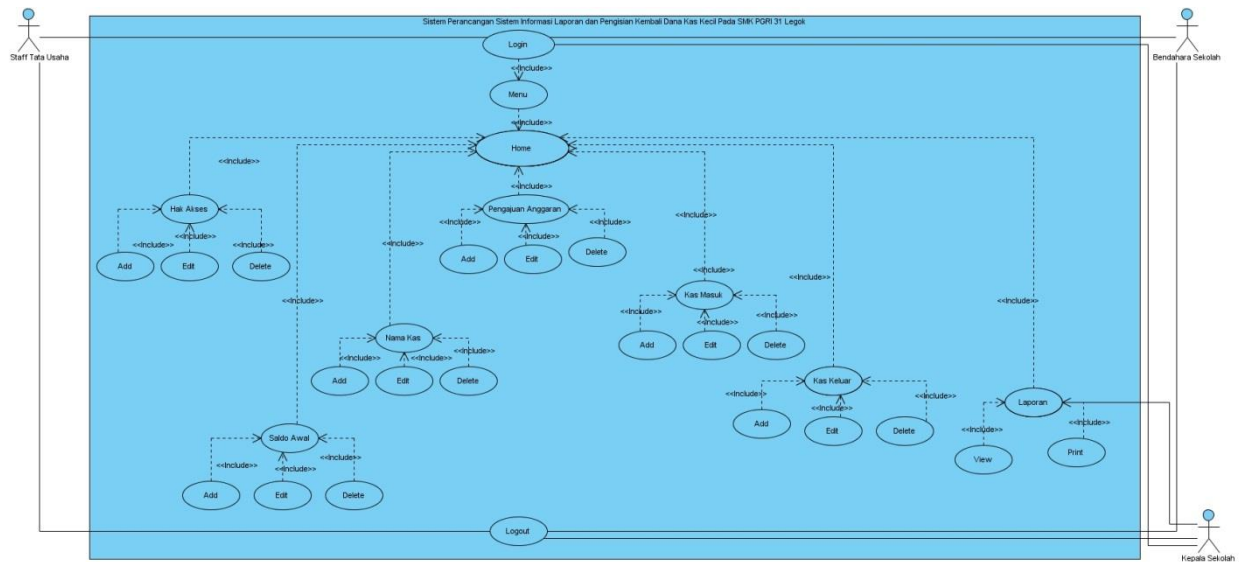 Sistem Perancangan Sistem Informasi Laporan dan Pengisian Kembali Dana Kas Kecil Pada SMK PGRI 31 Legok
Staff Tata Usaha
Bendahara Sekolah
Login
<<Include>>
Menu
<<Include>>
Home
<<Include>>
<<Include>>
Hak Akses
Pengajuan Anggaran
<<Include>>
<<Include>>
<<Include>>
<<Include>>
<<Include>>
<<Include>>
<<Include>>
<<Include>>
Add
Edit
Delete
Add
Edit
Delete
<<Include>>
<<Include>>
<<Include>>
Kas Masuk
<<Include>>
<<Include>>
<<Include>>
<<Include>>
<<Include>>
Nama Kas
Add
Edit
Delete
<<Include>>
<<Include>>
<<Include>>
Add
Edit
Delete
Kas Keluar
<<Include>>
<<Include>>
<<Include>>
Laporan
Add
Edit
Delete
<<Include>>
<<Include>>
Saldo Awal
View
Print
<<Include>>
<<Include>>
<<Include>>
Add
Edit
Delete
Logout
Kepala Sekolah